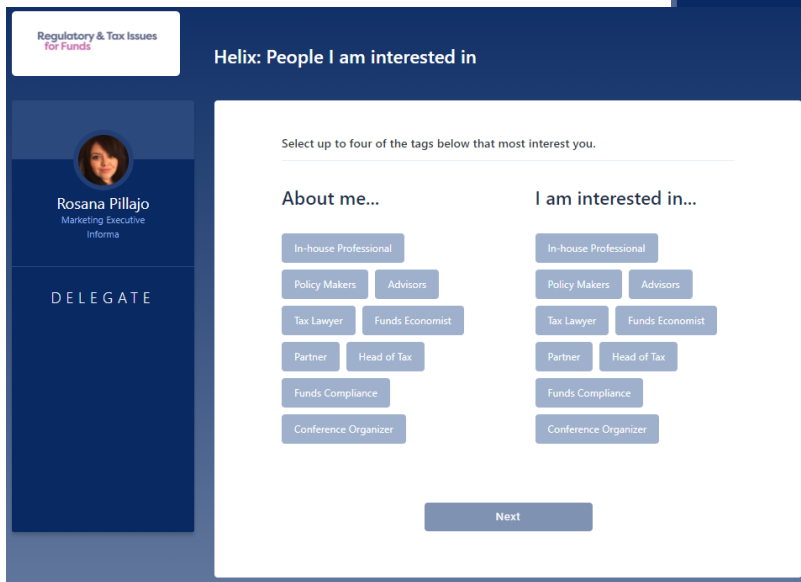 Regulatory & Tax Issues
for Funds
Helix: People I am interested in
Rosana Pillajo
Marketing Executive
Informa
DELEGATE
Select up to four of the tags below that most interest you.
About me...
In-house Professional
Policy Makers Advisors
Tax Lawyer Funds Economist
Partner Head of Tax
Funds Compliance
Conference Organizer
I am interested in...
In-house Professional
Policy Makers Advisors
Tax Lawyer Funds Economist
Partner Head of Tax
Funds Compliance
Conference Organizer
Next